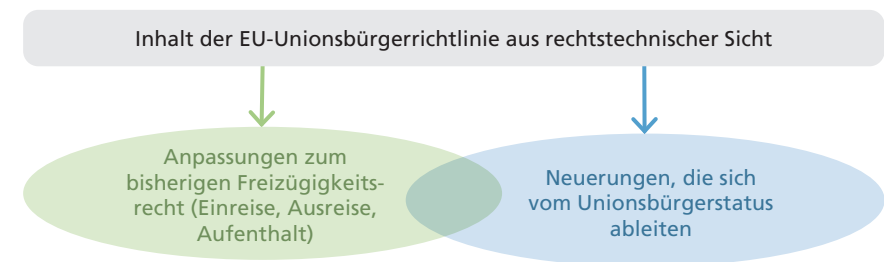 Inhalt der EU-Unionsbürgerrichtlinie aus rechtstechnischer Sicht
Anpassungen zum
bisherigen Freizügigkeits-
recht (Einreise, Ausreise,
Aufenthalt)
Neuerungen, die sich
vom Unionsbürgerstatus
ableiten